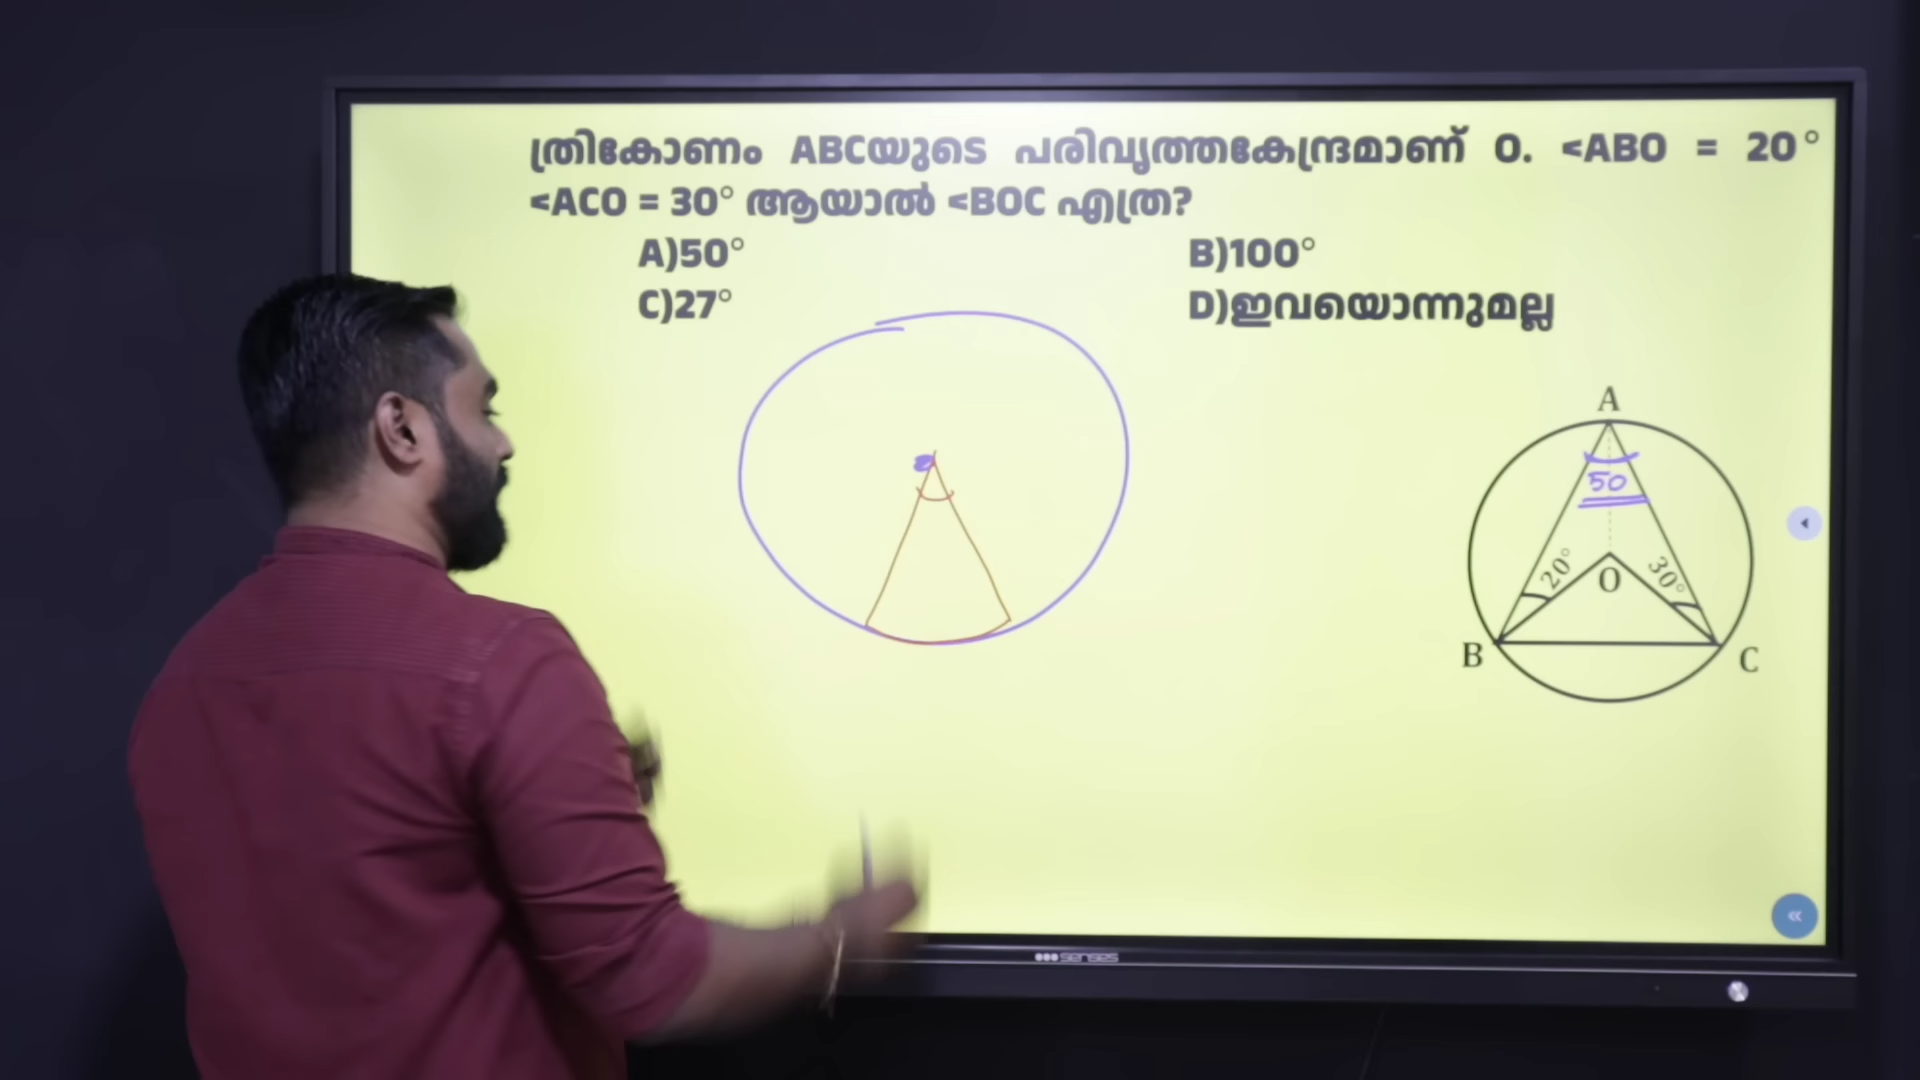 ത്രികോണം ABCയുടെ പരിവൃത്തകേന്ദ്രമാണ് O. <ABO = 20°
<ACO = 30° ആയാൽ <BOC എത്ര?
A)50° B)100°
C)27° D)ഇവയൊന്നുമല്ല
A
50
20° 30°
O
B C
senses